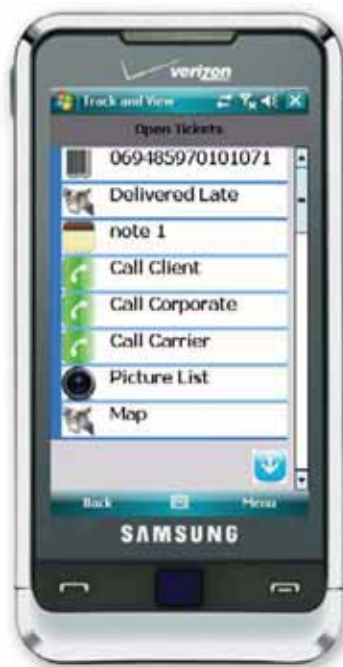 verizon
Track and View
Open Tickets
069485970101071
Delivered Late
note 1
Call Client
Call Corporate
Call Carrier
Picture List
Map
Back Menu
SAMSUNG